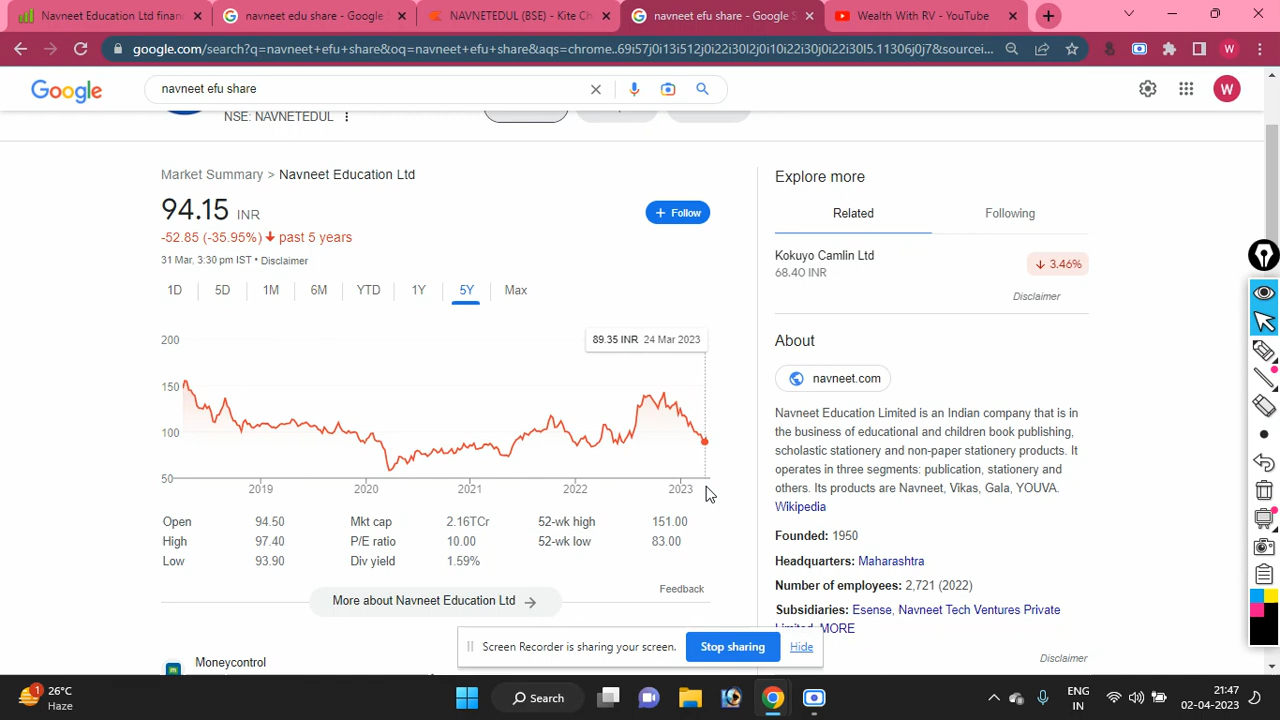 Navneet Education Ltd financ
navneet edu share - Google S
NAVNETEDUL (BSE) - Kite Ch
navneet efu share - Google S
Wealth With RV - YouTube
google.com/search?q=navneet+efu+share&oq=navneet+efu+share&aqs=chrome..69i57j0i13i512j0i22i30l2j0i10i22i30j0i22i30l5.11306j0j7&sourcei...
W
Google
navneet efu share
W
NSE: NAVNETEDUL
Market Summary > Navneet Education Ltd
94.15 INR
+ Follow
-52.85 (-35.95%) past 5 years
31 Mar, 3:30 pm IST • Disclaimer
1D 5D 1M 6M YTD 1Y 5Y Max
89.35 INR 24 Mar 2023
200
150
100
50
2019 2020 2021 2022 2023
Open 94.50 Mkt cap 2.16TCr 52-wk high 151.00
High 97.40 P/E ratio 10.00 52-wk low 83.00
Low 93.90 Div yield 1.59%
Feedback
More about Navneet Education Ltd
Moneycontrol
Explore more
Related Following
Kokuyo Camlin Ltd
68.40 INR
3.46%
Disclaimer
About
navneet.com
Navneet Education Limited is an Indian company that is in
the business of educational and children book publishing,
scholastic stationery and non-paper stationery products. It
operates in three segments: publication, stationery and
others. Its products are Navneet, Vikas, Gala, YOUVA.
Wikipedia
Founded: 1950
Headquarters: Maharashtra
Number of employees: 2,721 (2022)
Subsidiaries: Esense, Navneet Tech Ventures Private
Limited, MORE
Disclaimer
Screen Recorder is sharing your screen. Stop sharing Hide
1
26°C
Haze
Search
ENG
IN
21:47
02-04-2023